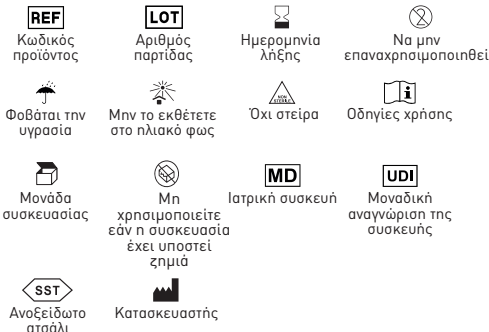 REF
LOT
2
Κωδικός
προϊόντος
Αριθμός
παρτίδας
Ημερομηνία
λήξης
Να μην
επαναχρησιμοποιηθεί
NON
STERILE
i
Φοβάται την
υγρασία
Μην το εκθέτετε
στο ηλιακό φως
Όχι στείρα
Οδηγίες χρήσης
MD
UDI
Μονάδα
συσκευασίας
Μη
χρησιμοποιείτε
εάν η συσκευασία
έχει υποστεί
ζημιά
Ιατρική συσκευή
Μοναδική
αναγνώριση της
συσκευής
SST
Ανοξείδωτο
ατσάλι
Κατασκευαστής